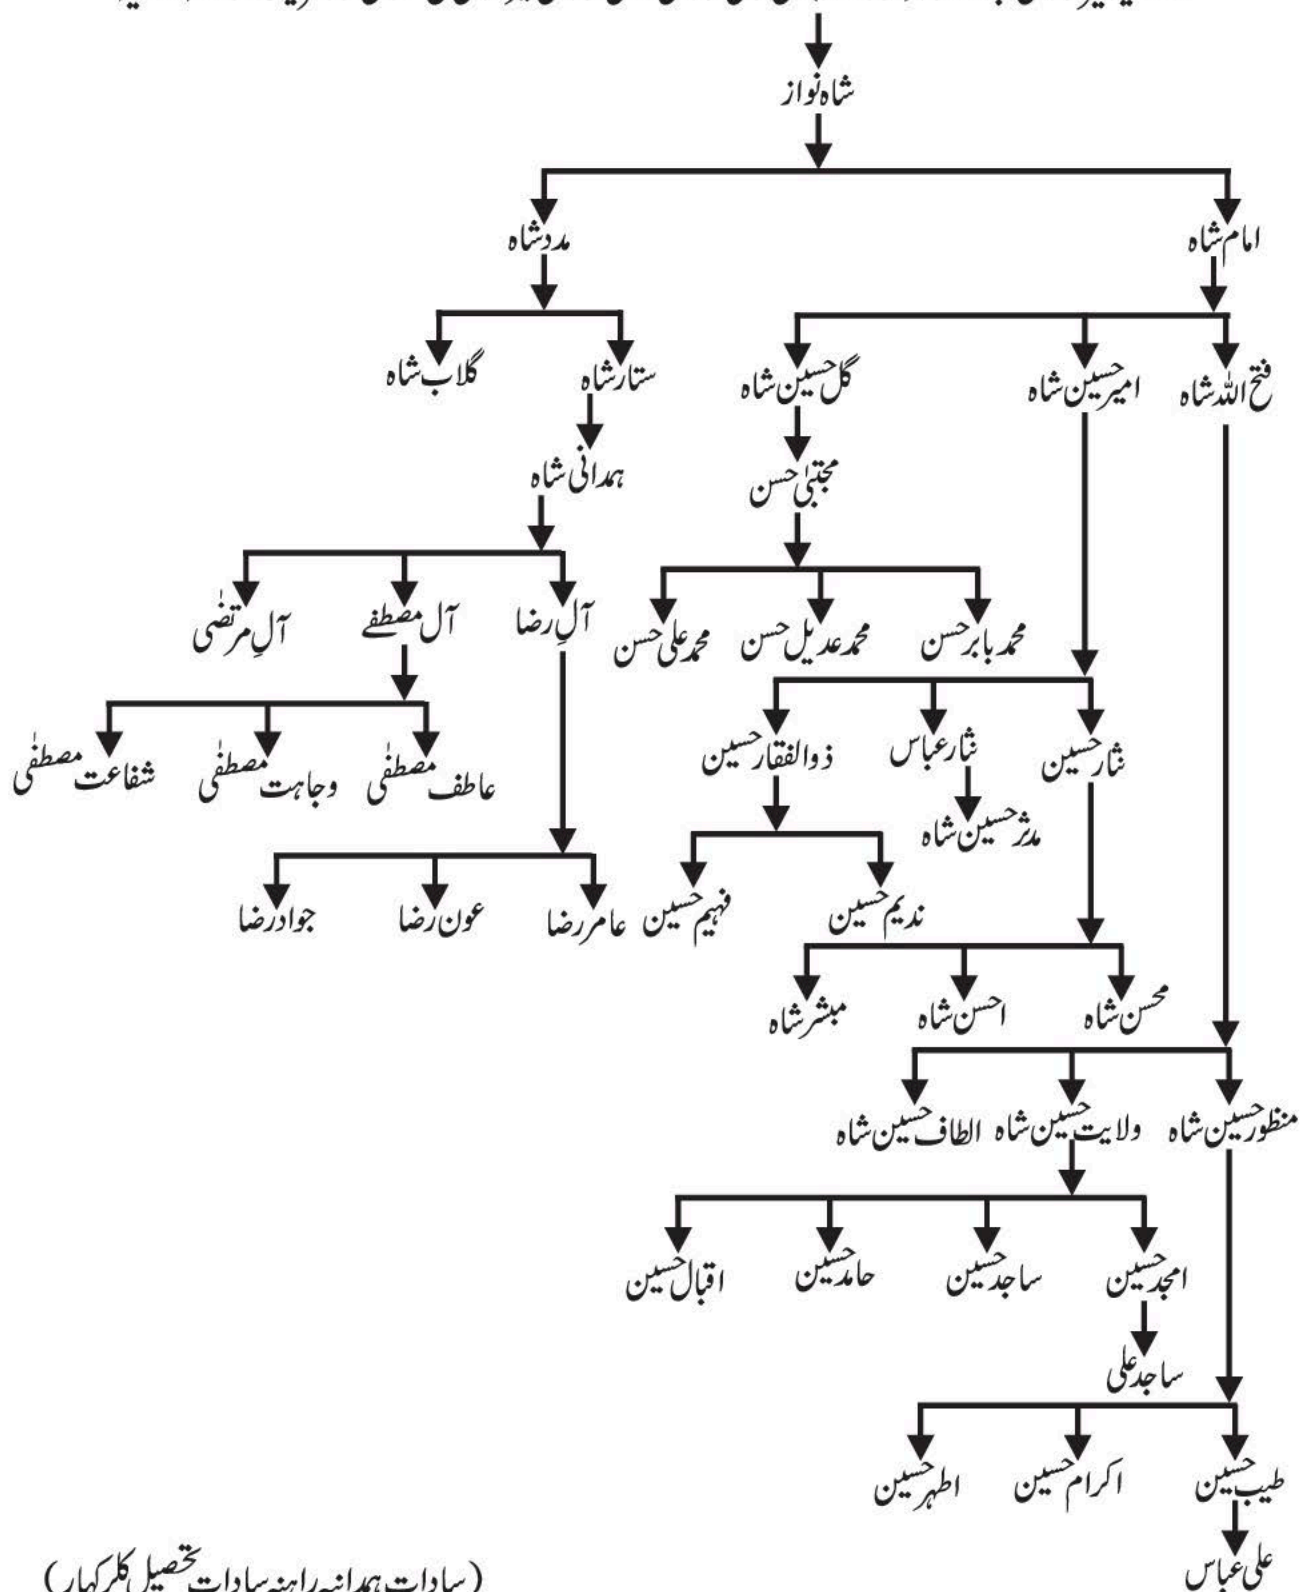 شاہ نواز
امام شاہ
مدد شاہ
فتح اللہ شاہ
امیر حسین شاہ
گل حسین شاہ
ستار شاہ
گلاب شاہ
مجتبیٰ حسن
ہمدانی شاہ
محمد بابر حسن
محمد عدیل حسن
محمد علی حسن
آلِ رضا
آل مصطفے
آلِ مرتضٰی
نثار حسین
نثار عباس
ذوالفقار حسین
عاطف مصطفٰی
وجاہت مصطفٰی
شفاعت مصطفٰی
مدثر حسین شاہ
ندیم حسین
فہیم حسین
عامر رضا
عون رضا
جواد رضا
محسن شاہ
احسن شاہ
مبشر شاہ
منظور حسین شاہ
ولایت حسین شاہ
الطاف حسین شاہ
امجد حسین
ساجد حسین
حامد حسین
اقبال حسین
ساجد علی
طیب حسین
اکرام حسین
اطہر حسین
علی عباس
(سادات ہمدانیہ راہنہ سادات تحصیل کلر کہار)